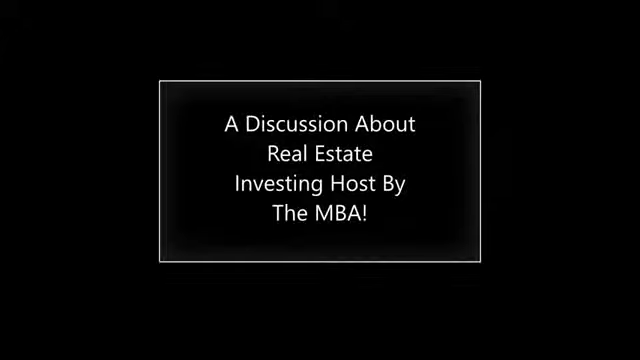 A Discussion About
Real Estate
Investing Host By
The MBA!